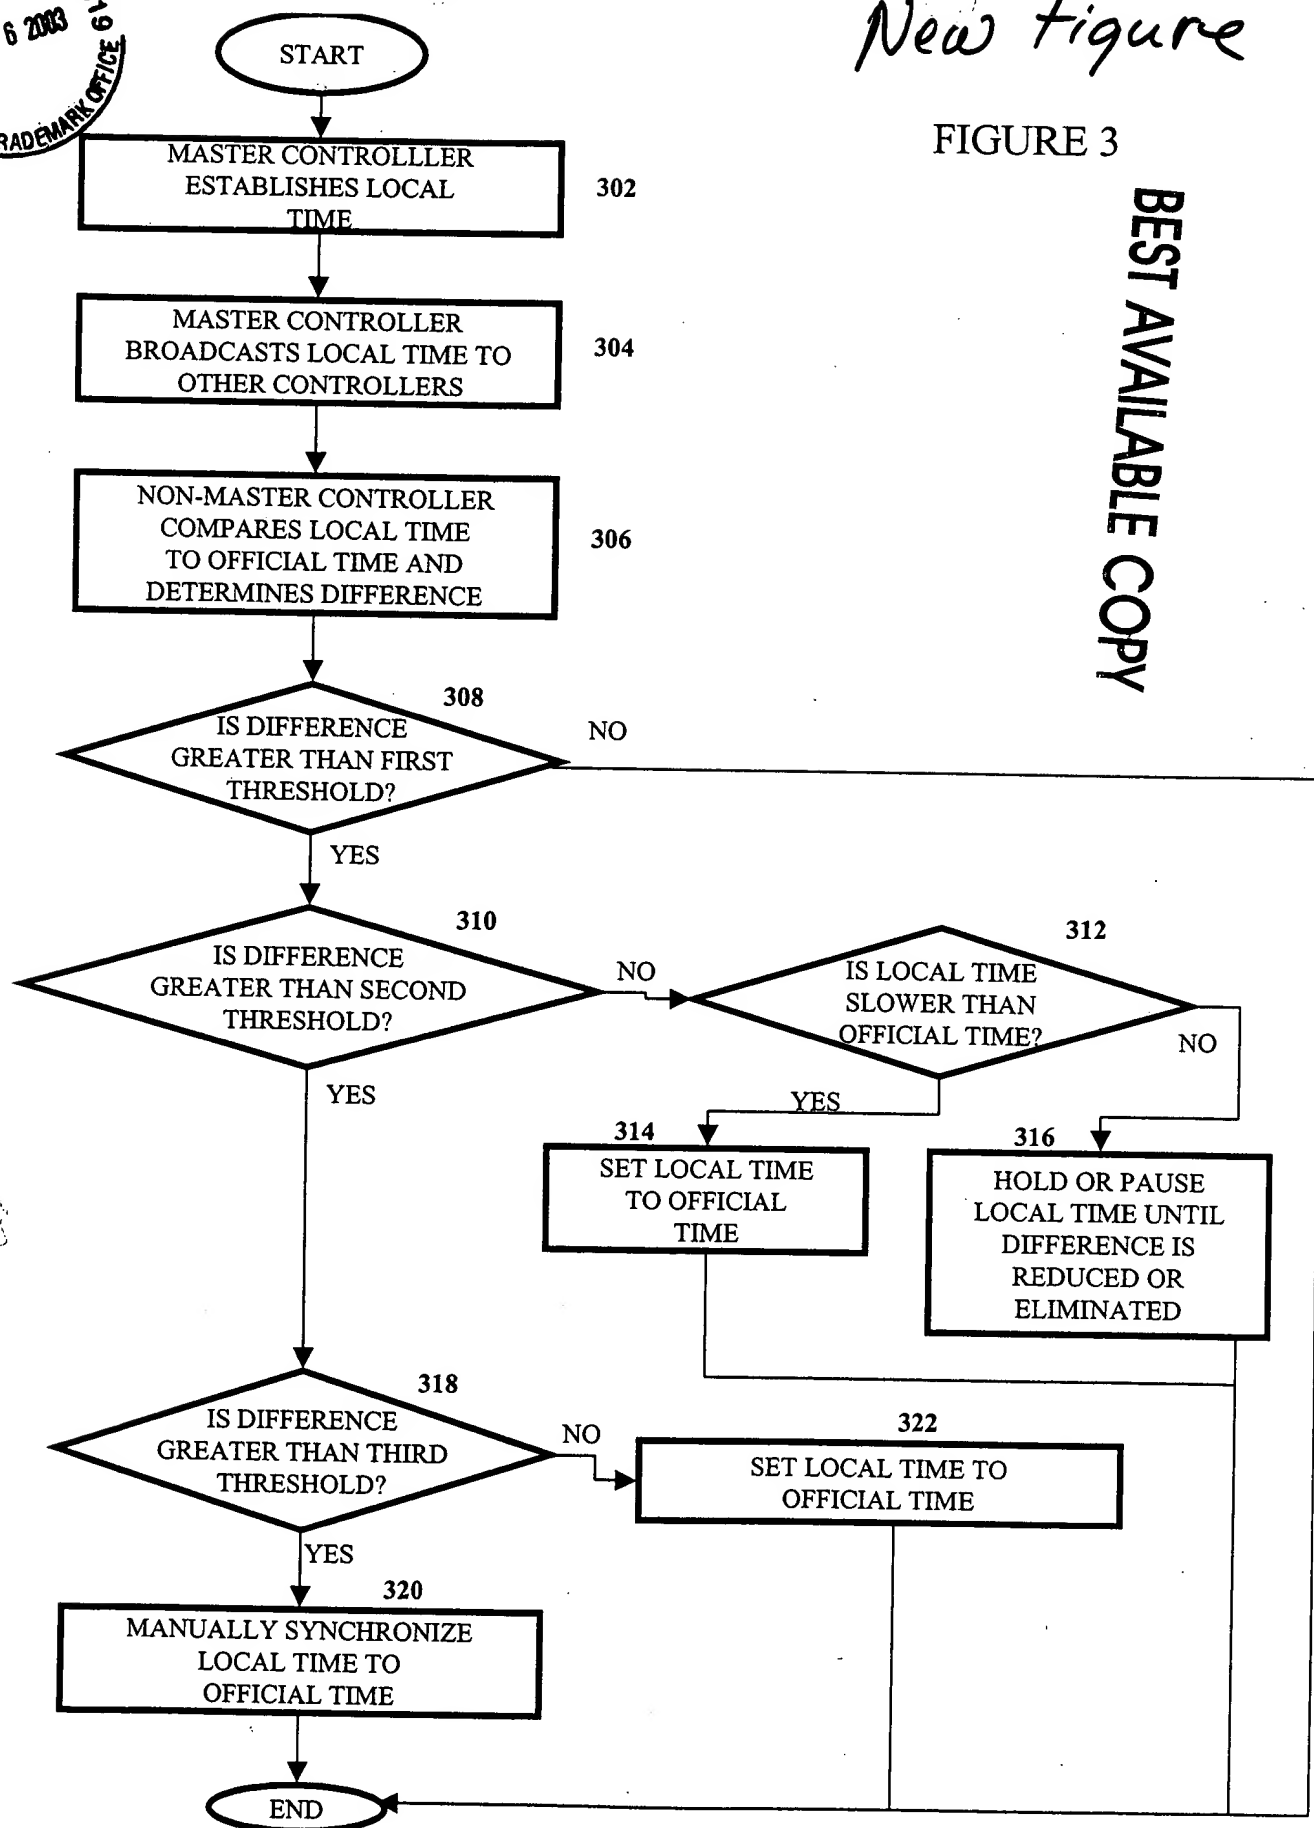 6 2003
19
RADEMARK OFFICE
New Figure
FIGURE 3
BEST AVAILABLE COPY
START
MASTER CONTROLLLER
ESTABLISHES LOCAL
TIME
302
MASTER CONTROLLER
BROADCASTS LOCAL TIME TO
OTHER CONTROLLERS
304
NON-MASTER CONTROLLER
COMPARES LOCAL TIME
TO OFFICIAL TIME AND
DETERMINES DIFFERENCE
306
308
IS DIFFERENCE
GREATER THAN FIRST
THRESHOLD?
NO
YES
310
IS DIFFERENCE
GREATER THAN SECOND
THRESHOLD?
NO
YES
312
IS LOCAL TIME
SLOWER THAN
OFFICIAL TIME?
NO
YES
314
SET LOCAL TIME
TO OFFICIAL
TIME
316
HOLD OR PAUSE
LOCAL TIME UNTIL
DIFFERENCE IS
REDUCED OR
ELIMINATED
318
IS DIFFERENCE
GREATER THAN THIRD
THRESHOLD?
NO
322
SET LOCAL TIME TO
OFFICIAL TIME
YES
320
MANUALLY SYNCHRONIZE
LOCAL TIME TO
OFFICIAL TIME
END